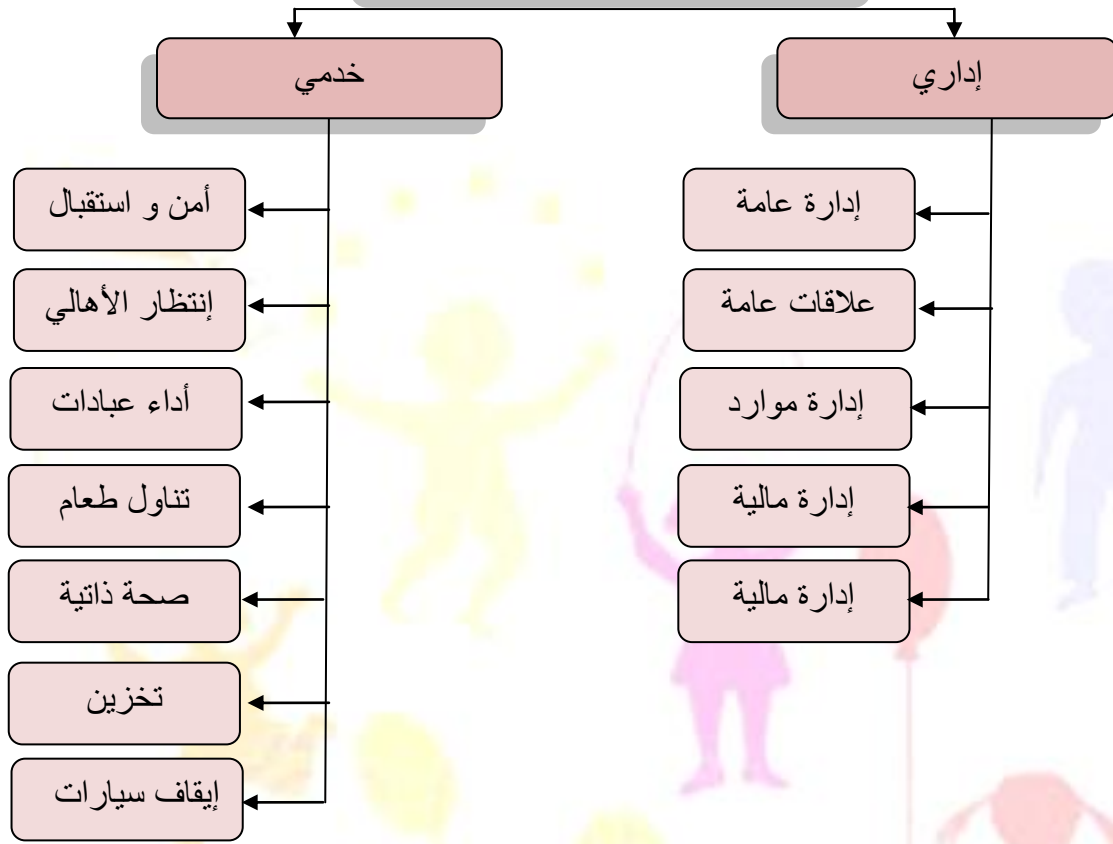 إداري
إدارة عامة
علاقات عامة
إدارة موارد
إدارة مالية
إدارة مالية
خدمي
أمن و استقبال
إنتظار الأهالي
أداء عبادات
تناول طعام
صحة ذاتية
تخزين
إيقاف سيارات